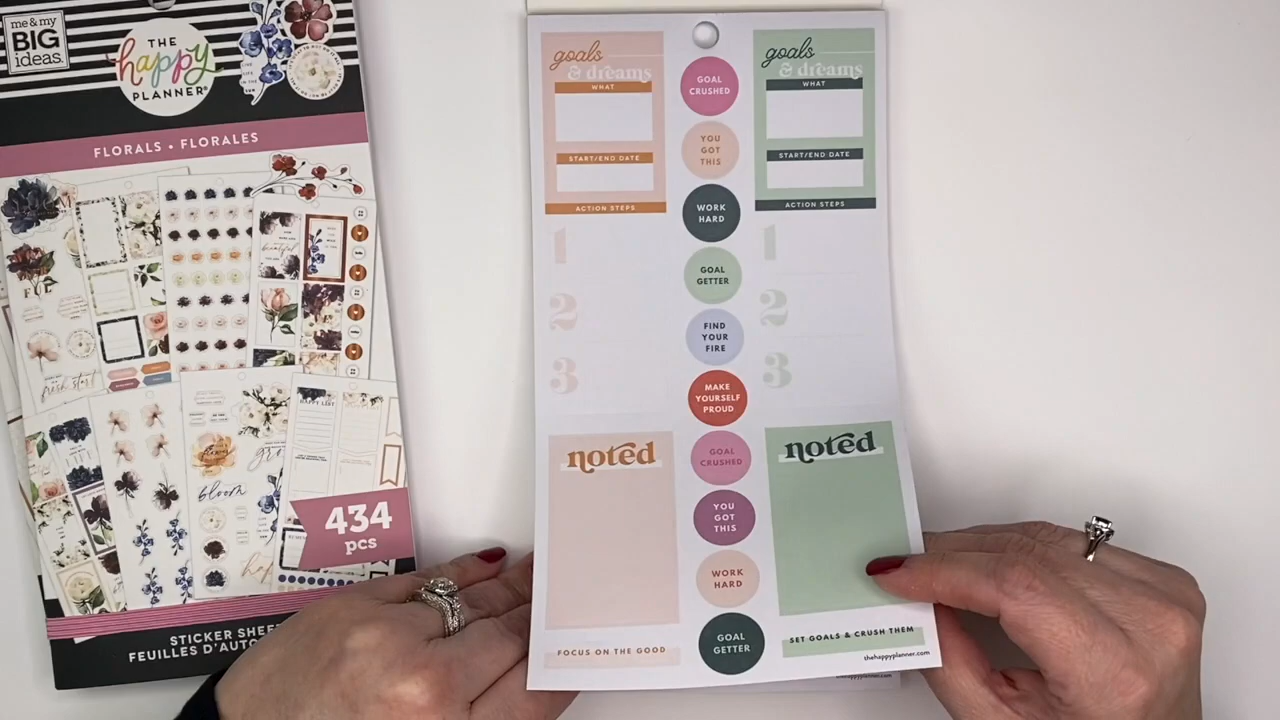 me & my
BIG
ideas.
THE
happy
PLANNER®
FLORALS • FLORALES
fresh start
bloom
434
pcs
STICKER SHEE
FEUILLES D'AUTO
goals
& dreams
WHAT
START/END DATE
ACTION STEPS
1
2
3
noted
FOCUS ON THE GOOD
GOAL
CRUSHED
YOU
GOT
THIS
WORK
HARD
GOAL
GETTER
FIND
YOUR
FIRE
MAKE
YOURSELF
PROUD
GOAL
CRUSHED
YOU
GOT
THIS
WORK
HARD
GOAL
GETTER
goals
& dreams
WHAT
START/END DATE
ACTION STEPS
1
2
3
noted
SET GOALS & CRUSH THEM
thehappyplanner.com
thehappyplanner.com